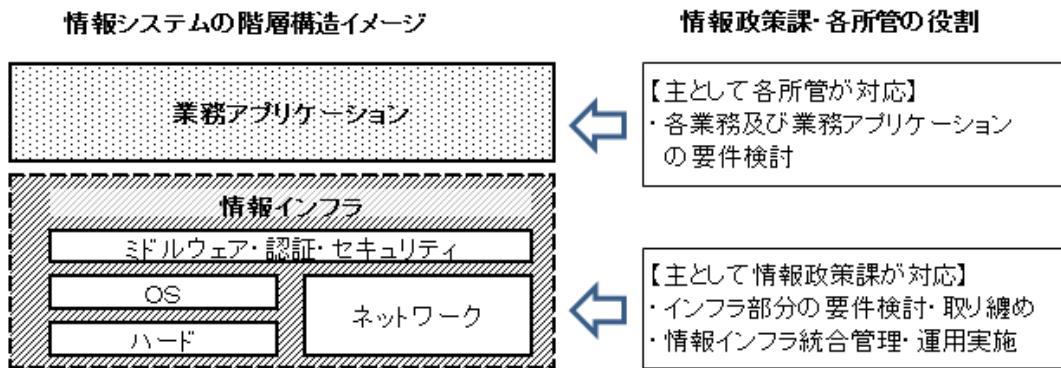 情報システムの階層構造イメージ
情報政策課・各所管の役割
業務アプリケーション
【主として各所管が対応】
・各業務及び業務アプリケーション
の要件検討
情報インフラ
ミドルウェア・認証・セキュリティ
OS
ハード
ネットワーク
【主として情報政策課が対応】
・インフラ部分の要件検討・取り纏め
・情報インフラ統合管理・運用実施